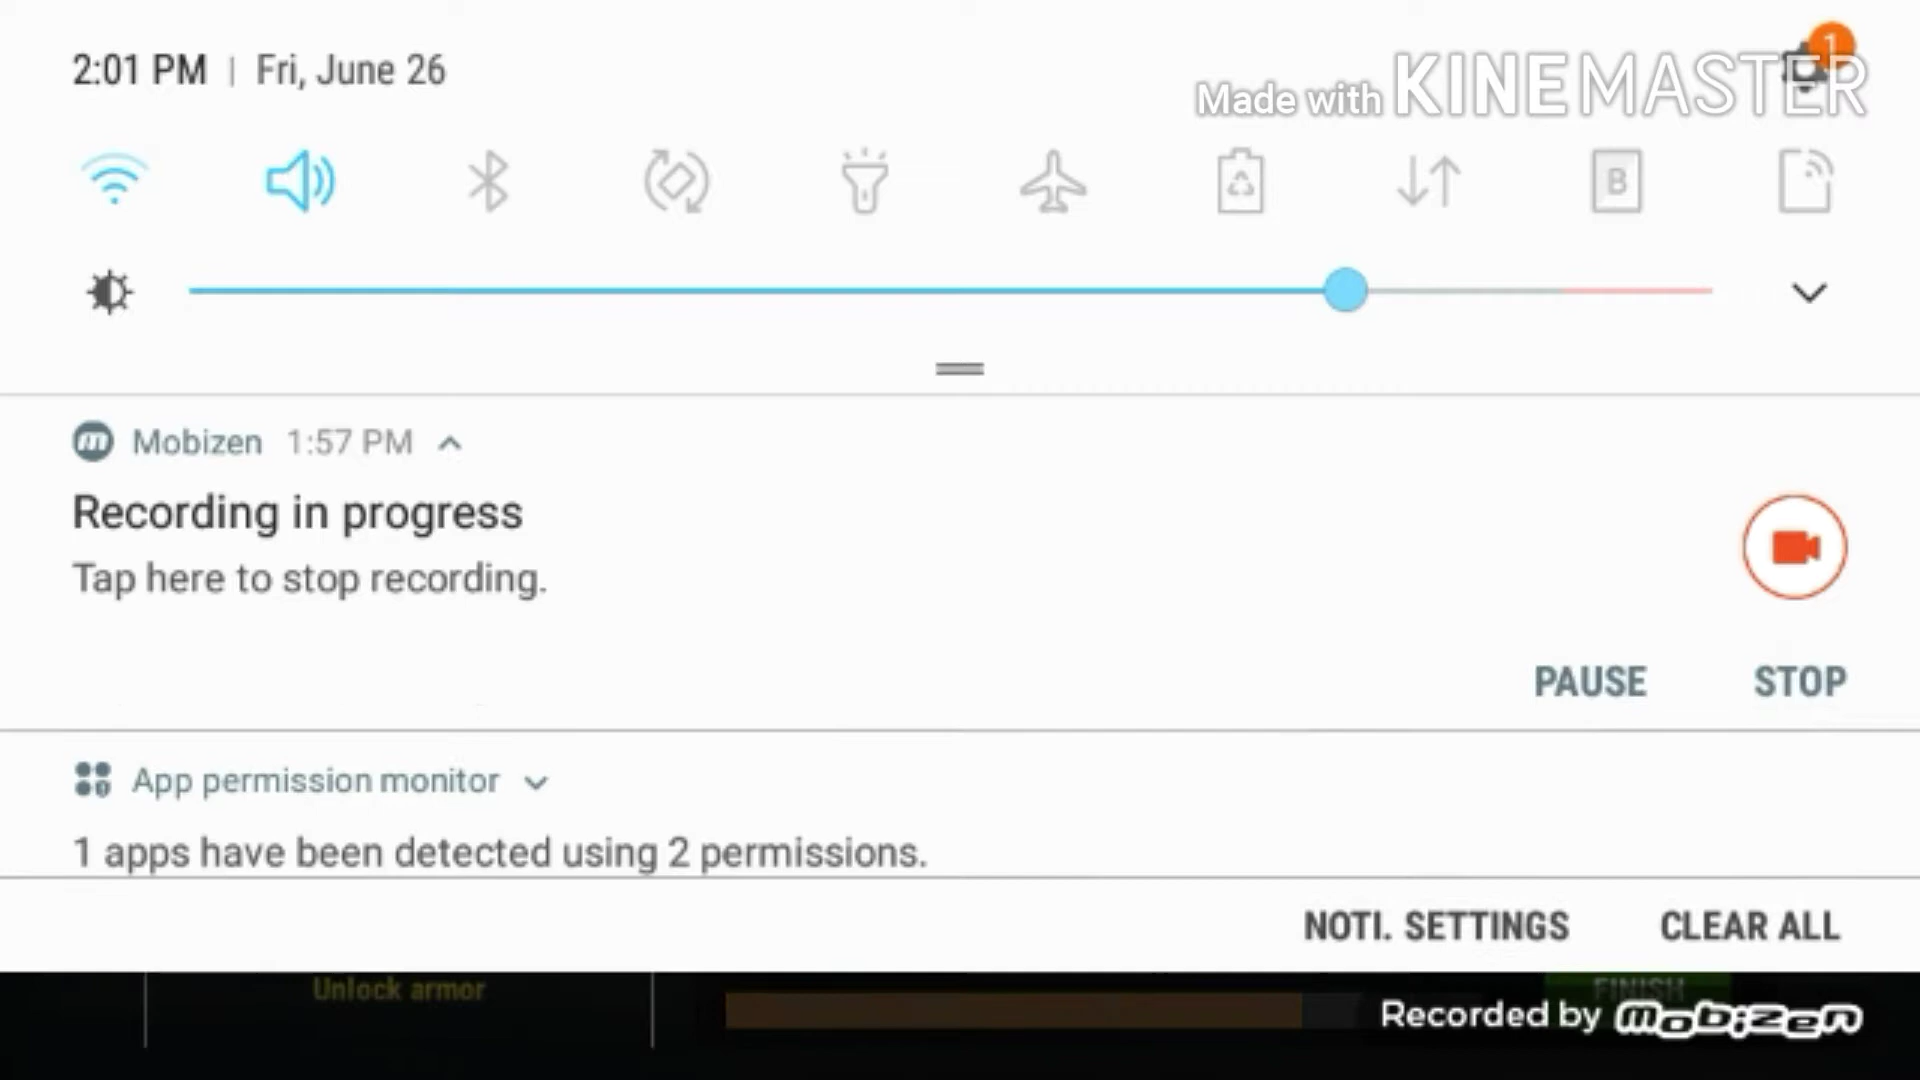 2:01 PM | Fri, June 26
1
Made with KINEMASTER
B
Mobizen 1:57 PM
Recording in progress
Tap here to stop recording.
PAUSE STOP
App permission monitor
1 apps have been detected using 2 permissions.
NOTI. SETTINGS CLEAR ALL
Unlock armor
FINISH
Recorded by mobizen